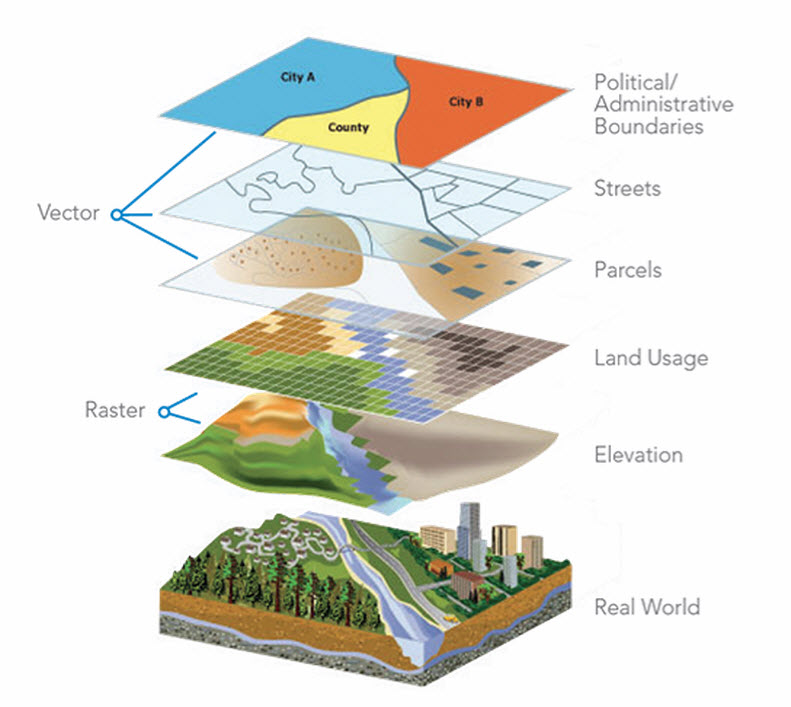 City A
City B
County
Political/
Administrative
Boundaries
Streets
Vector
Parcels
Land Usage
Raster
Elevation
Real World